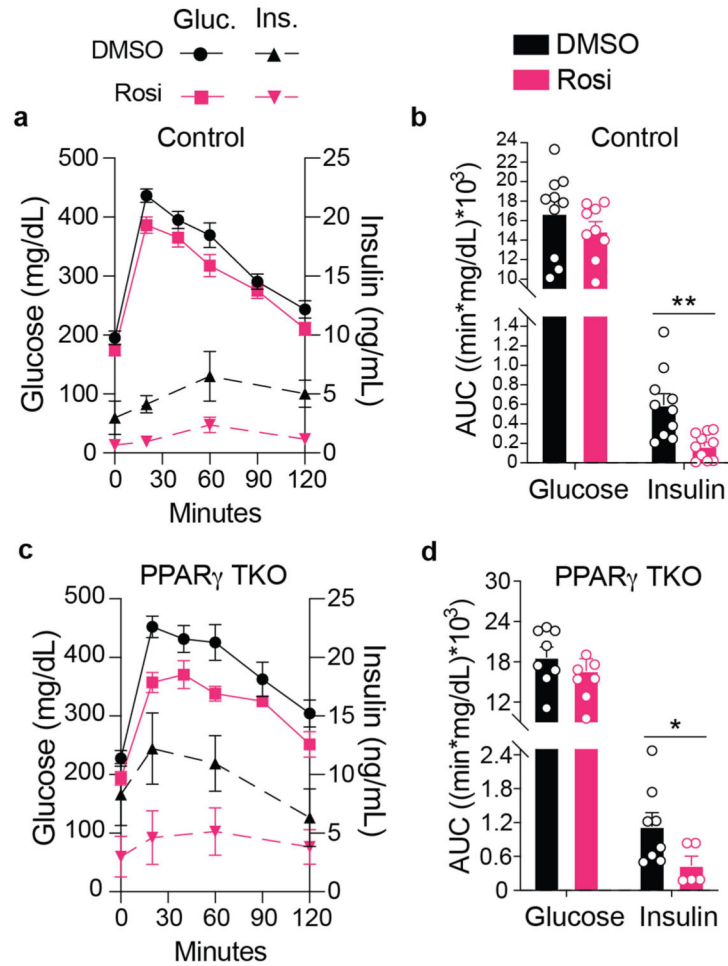 Gluc. Ins.
DMSO
Rosi
DMSO
Rosi
a
Control
500
400
300
200
100
0
Glucose (mg/dL)
25
20
15
10
5
0
Insulin (ng/mL)
0 30 60 90 120
Minutes
b
Control
24
22
20
18
16
14
12
10
1.4
1.2
1.0
0.8
0.6
0.4
0.2
0
AUC ((min*mg/dL)*10³)
**
Glucose Insulin
c
PPARγ TKO
500
400
300
200
100
0
Glucose (mg/dL)
25
20
15
10
5
0
Insulin (ng/mL)
0 30 60 90 120
Minutes
d
PPARγ TKO
30
24
18
12
2.4
1.8
1.2
0.6
0
AUC ((min*mg/dL)*10³)
*
Glucose Insulin